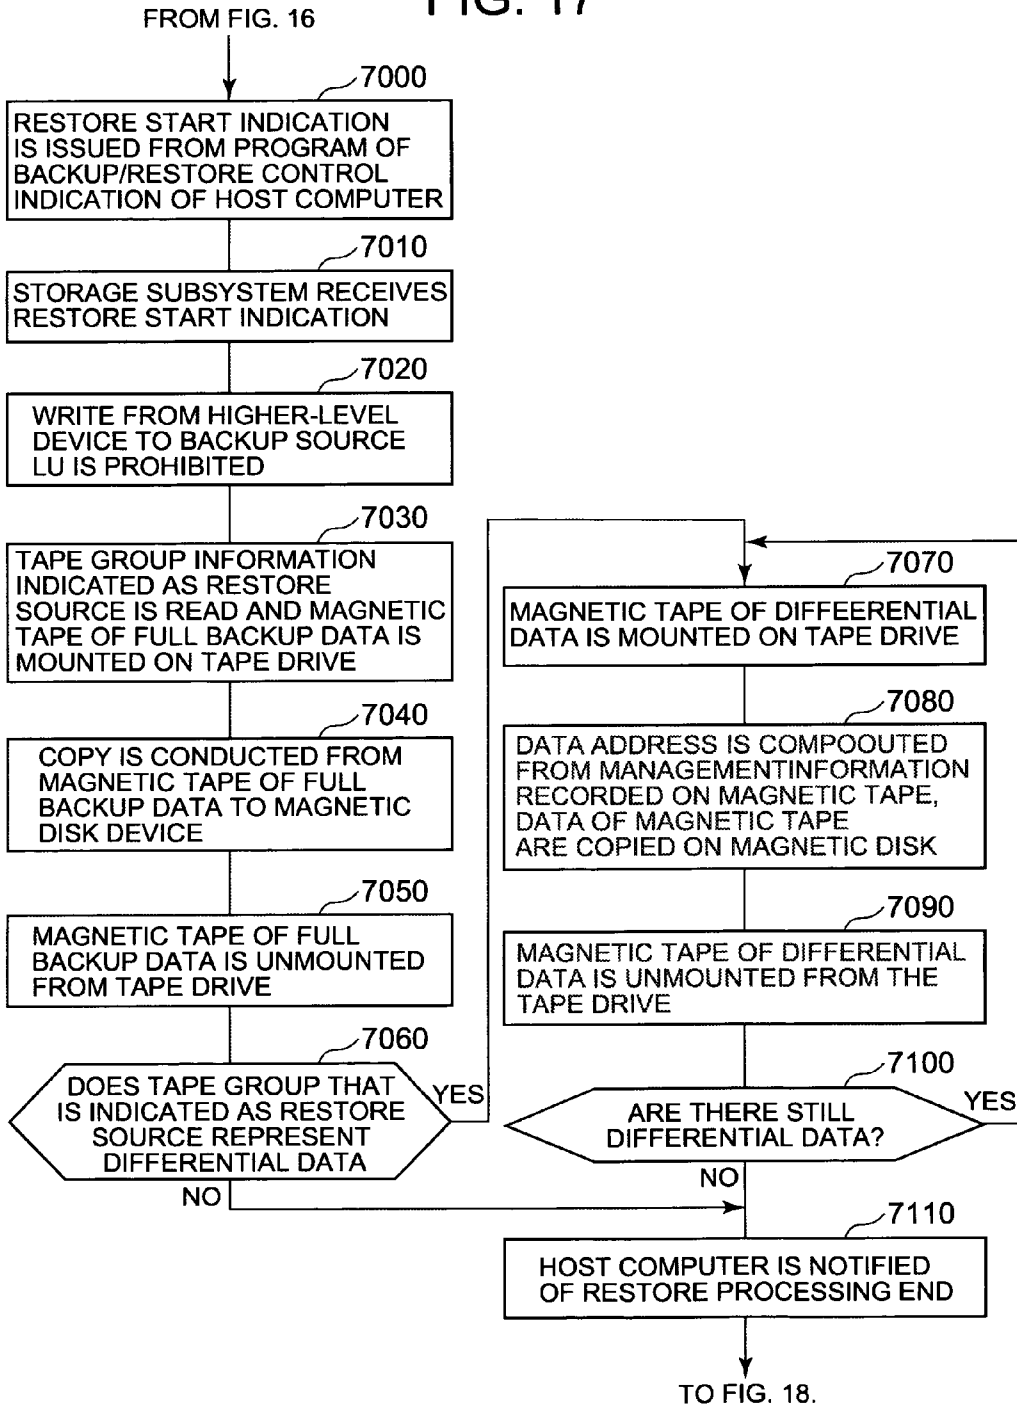 FIG. 17
FROM FIG. 16
7000
RESTORE START INDICATION
IS ISSUED FROM PROGRAM OF
BACKUP/RESTORE CONTROL
INDICATION OF HOST COMPUTER
7010
STORAGE SUBSYSTEM RECEIVES
RESTORE START INDICATION
7020
WRITE FROM HIGHER-LEVEL
DEVICE TO BACKUP SOURCE
LU IS PROHIBITED
7030
TAPE GROUP INFORMATION
INDICATED AS RESTORE
SOURCE IS READ AND MAGNETIC
TAPE OF FULL BACKUP DATA IS
MOUNTED ON TAPE DRIVE
7040
COPY IS CONDUCTED FROM
MAGNETIC TAPE OF FULL
BACKUP DATA TO MAGNETIC
DISK DEVICE
7050
MAGNETIC TAPE OF FULL
BACKUP DATA IS UNMOUNTED
FROM TAPE DRIVE
7060
DOES TAPE GROUP THAT
IS INDICATED AS RESTORE
SOURCE REPRESENT
DIFFERENTIAL DATA
YES
NO
7070
MAGNETIC TAPE OF DIFFEERENTIAL
DATA IS MOUNTED ON TAPE DRIVE
7080
DATA ADDRESS IS COMPOOUTED
FROM MANAGEMENTINFORMATION
RECORDED ON MAGNETIC TAPE,
DATA OF MAGNETIC TAPE
ARE COPIED ON MAGNETIC DISK
7090
MAGNETIC TAPE OF DIFFERENTIAL
DATA IS UNMOUNTED FROM THE
TAPE DRIVE
7100
ARE THERE STILL
DIFFERENTIAL DATA?
YES
NO
7110
HOST COMPUTER IS NOTIFIED
OF RESTORE PROCESSING END
TO FIG. 18.